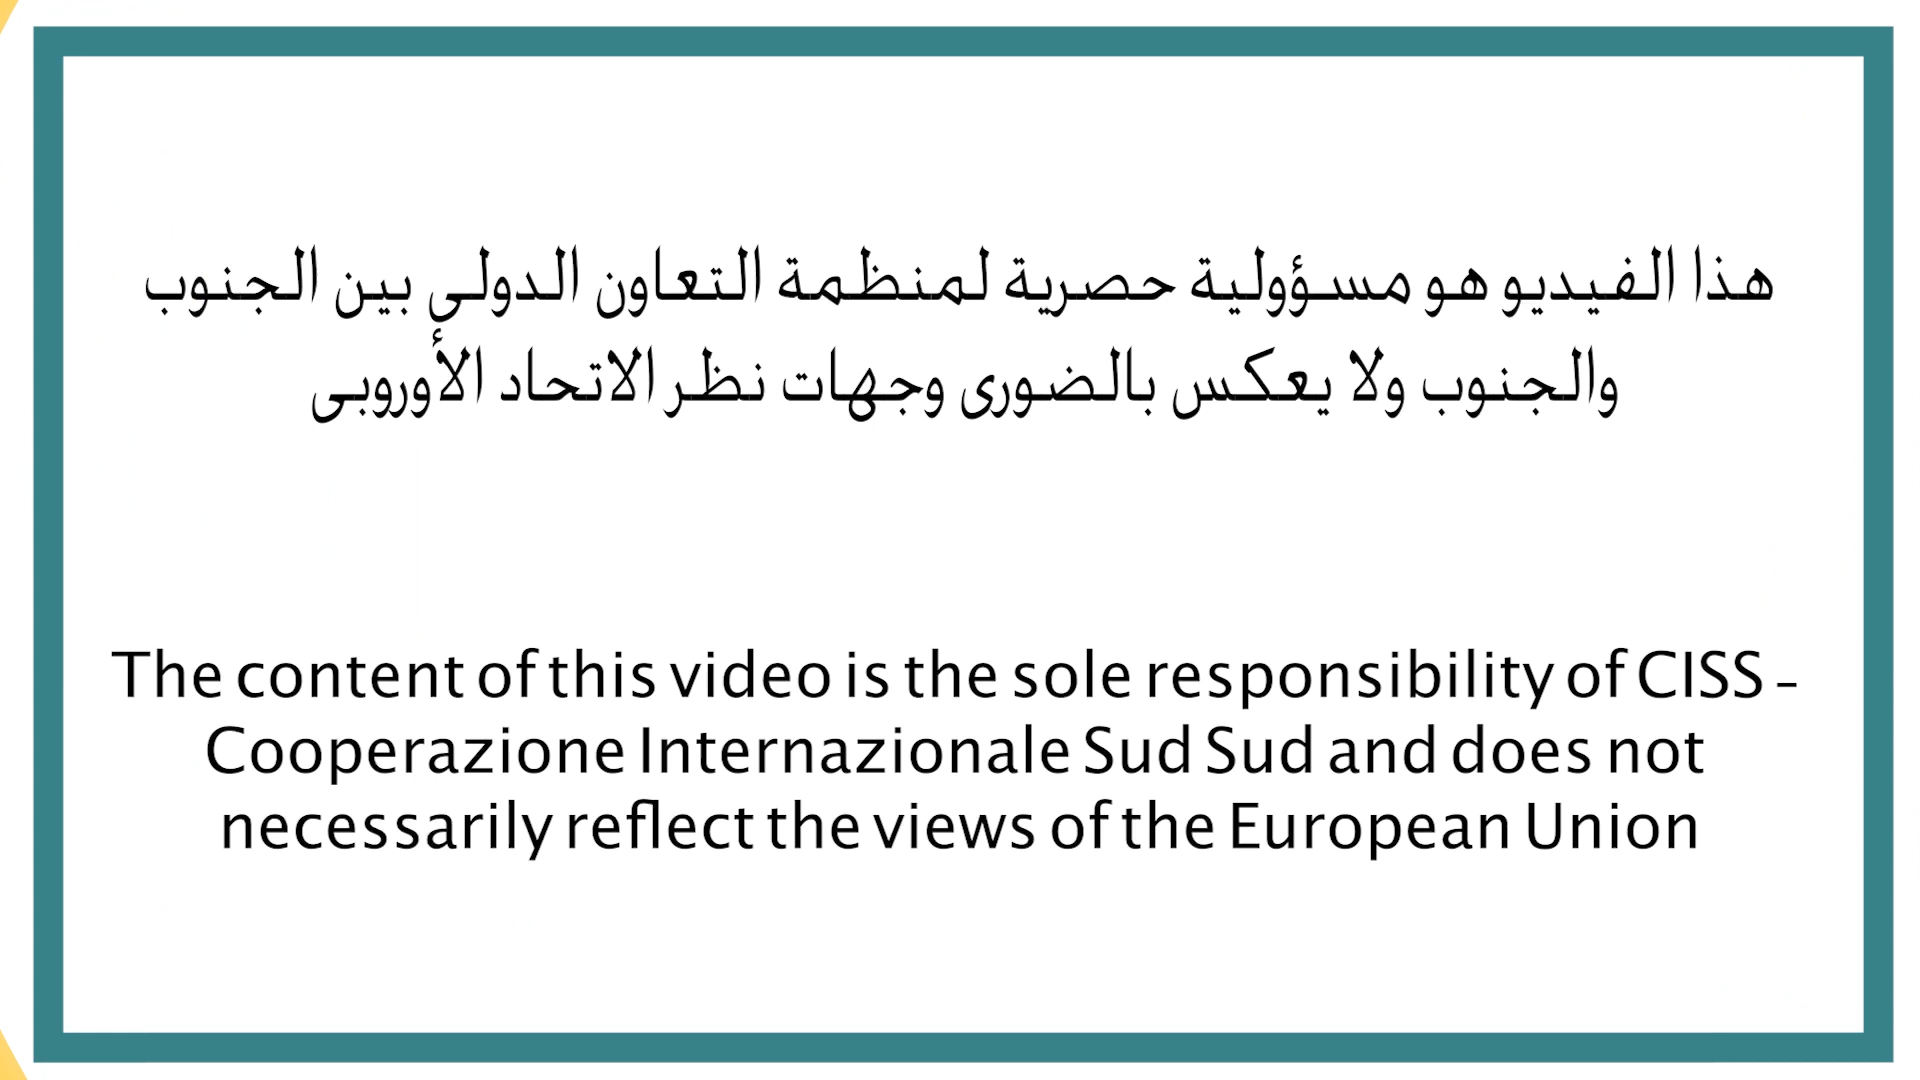 هذا الفيديو هو مسؤولية حصرية لمنظمة التعاون الدولى بين الجنوب
والجنوب ولا يعكس بالضورى وجهات نظر الاتحاد الأوروبى
The content of this video is the sole responsibility of CISS -
Cooperazione Internazionale Sud Sud and does not
necessarily reflect the views of the European Union